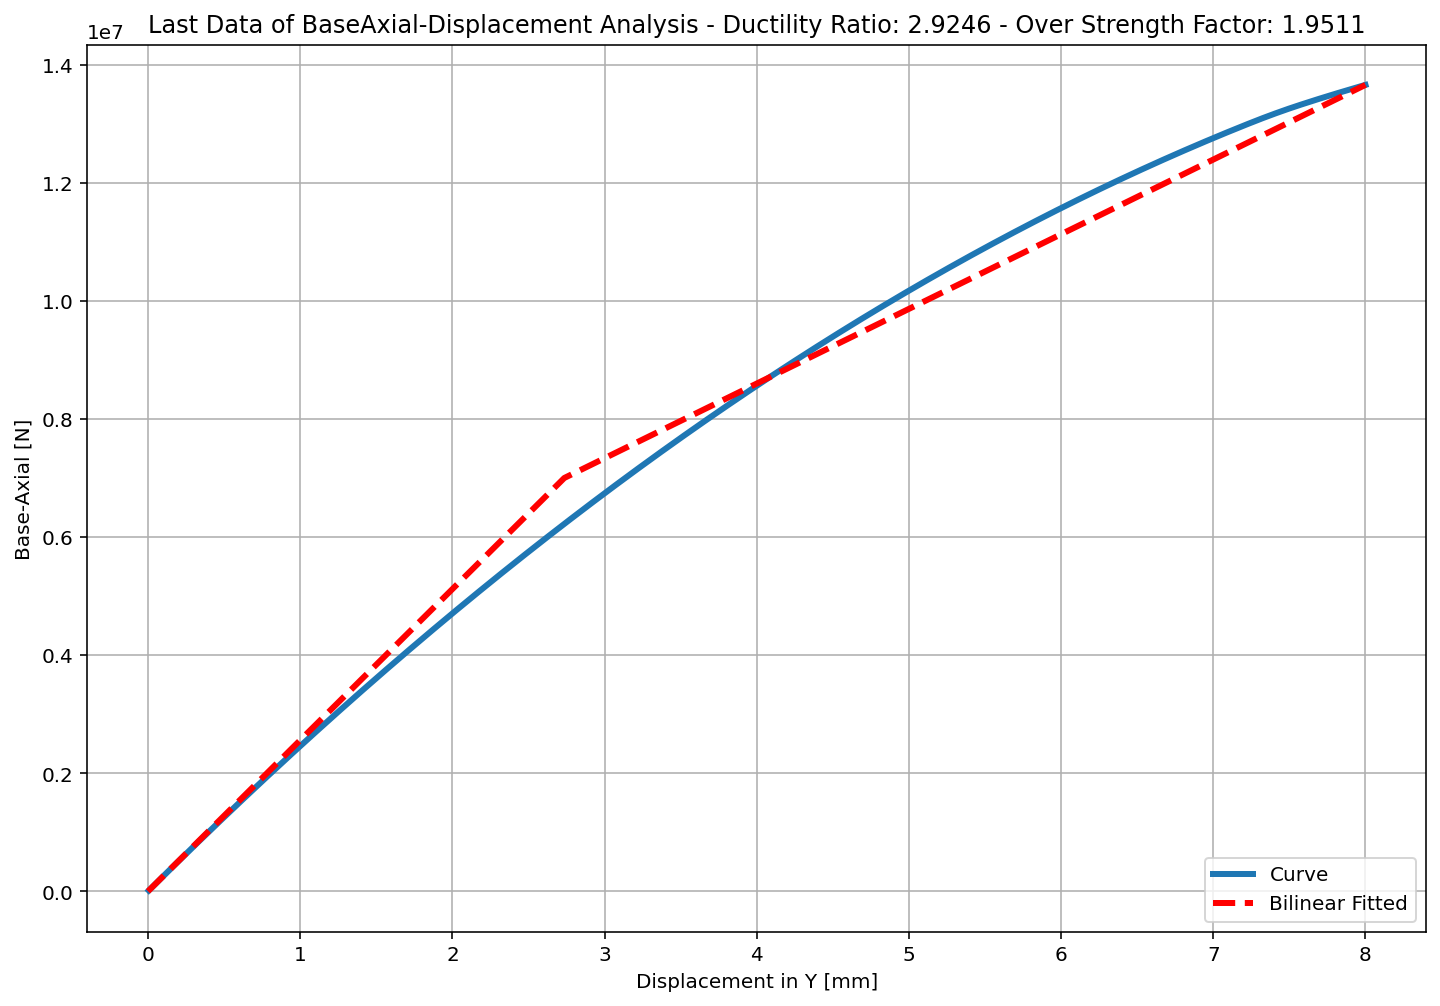 Last Data of BaseAxial-Displacement Analysis - Ductility Ratio: 2.9246 - Over Strength Factor: 1.9511
1e7
1.4
1.2
1.0
0.8
0.6
0.4
0.2
0.0
Base-Axial [N]
Curve
Bilinear Fitted
0 1 2 3 4 5 6 7 8
Displacement in Y [mm]